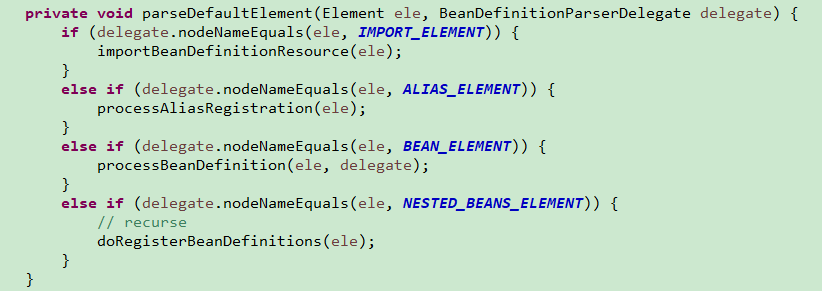 private void parseDefaultElement(Element ele, BeanDefinitionParserDelegate delegate) {
    if (delegate.nodeNameEquals(ele, IMPORT_ELEMENT)) {
        importBeanDefinitionResource(ele);
    }
    else if (delegate.nodeNameEquals(ele, ALIAS_ELEMENT)) {
        processAliasRegistration(ele);
    }
    else if (delegate.nodeNameEquals(ele, BEAN_ELEMENT)) {
        processBeanDefinition(ele, delegate);
    }
    else if (delegate.nodeNameEquals(ele, NESTED_BEANS_ELEMENT)) {
        // recurse
        doRegisterBeanDefinitions(ele);
    }
}